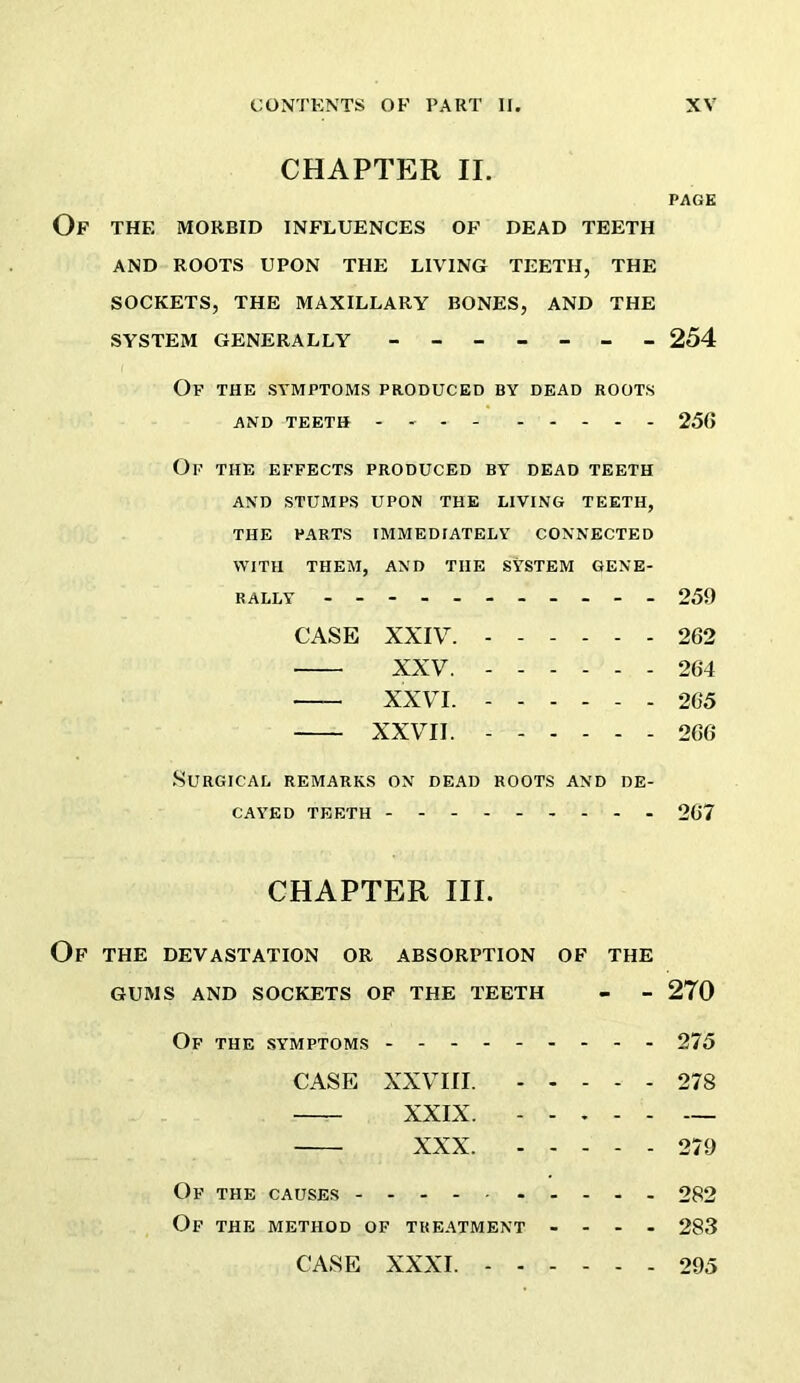 CONTENTS OF PART II. XV
CHAPTER II.
PAGE
OF THE MORBID INFLUENCES OF DEAD TEETH
AND ROOTS UPON THE LIVING TEETH, THE
SOCKETS, THE MAXILLARY BONES, AND THE
SYSTEM GENERALLY - - - - - - - 254
OF THE SYMPTOMS PRODUCED BY DEAD ROOTS
AND TEETH - - - - - - - - - 256
OF THE EFFECTS PRODUCED BY DEAD TEETH
AND STUMPS UPON THE LIVING TEETH,
THE PARTS IMMEDIATELY CONNECTED
WITH THEM, AND THE SYSTEM GENE-
RALLY - - - - - - - - - - - 259
CASE XXIV. - - - - - - 262
—— XXV. - - - - - - 264
—— XXVI. - - - - - - 265
—— XXVII. - - - - - - 266
SURGICAL REMARKS ON DEAD ROOTS AND DE-
CAYED TEETH - - - - - - - - - 267
CHAPTER III.
OF THE DEVASTATION OR ABSORPTION OF THE
GUMS AND SOCKETS OF THE TEETH - - 270
OF THE SYMPTOMS - - - - - - - - - 275
CASE XXVIII. - - - - - 278
—— XXIX. - - - - - —
—— XXX. - - - - - 279
OF THE CAUSES - - - - - - - - - - 282
OF THE METHOD OF TREATMENT - - - - 283
CASE XXXI. - - - - - - 295